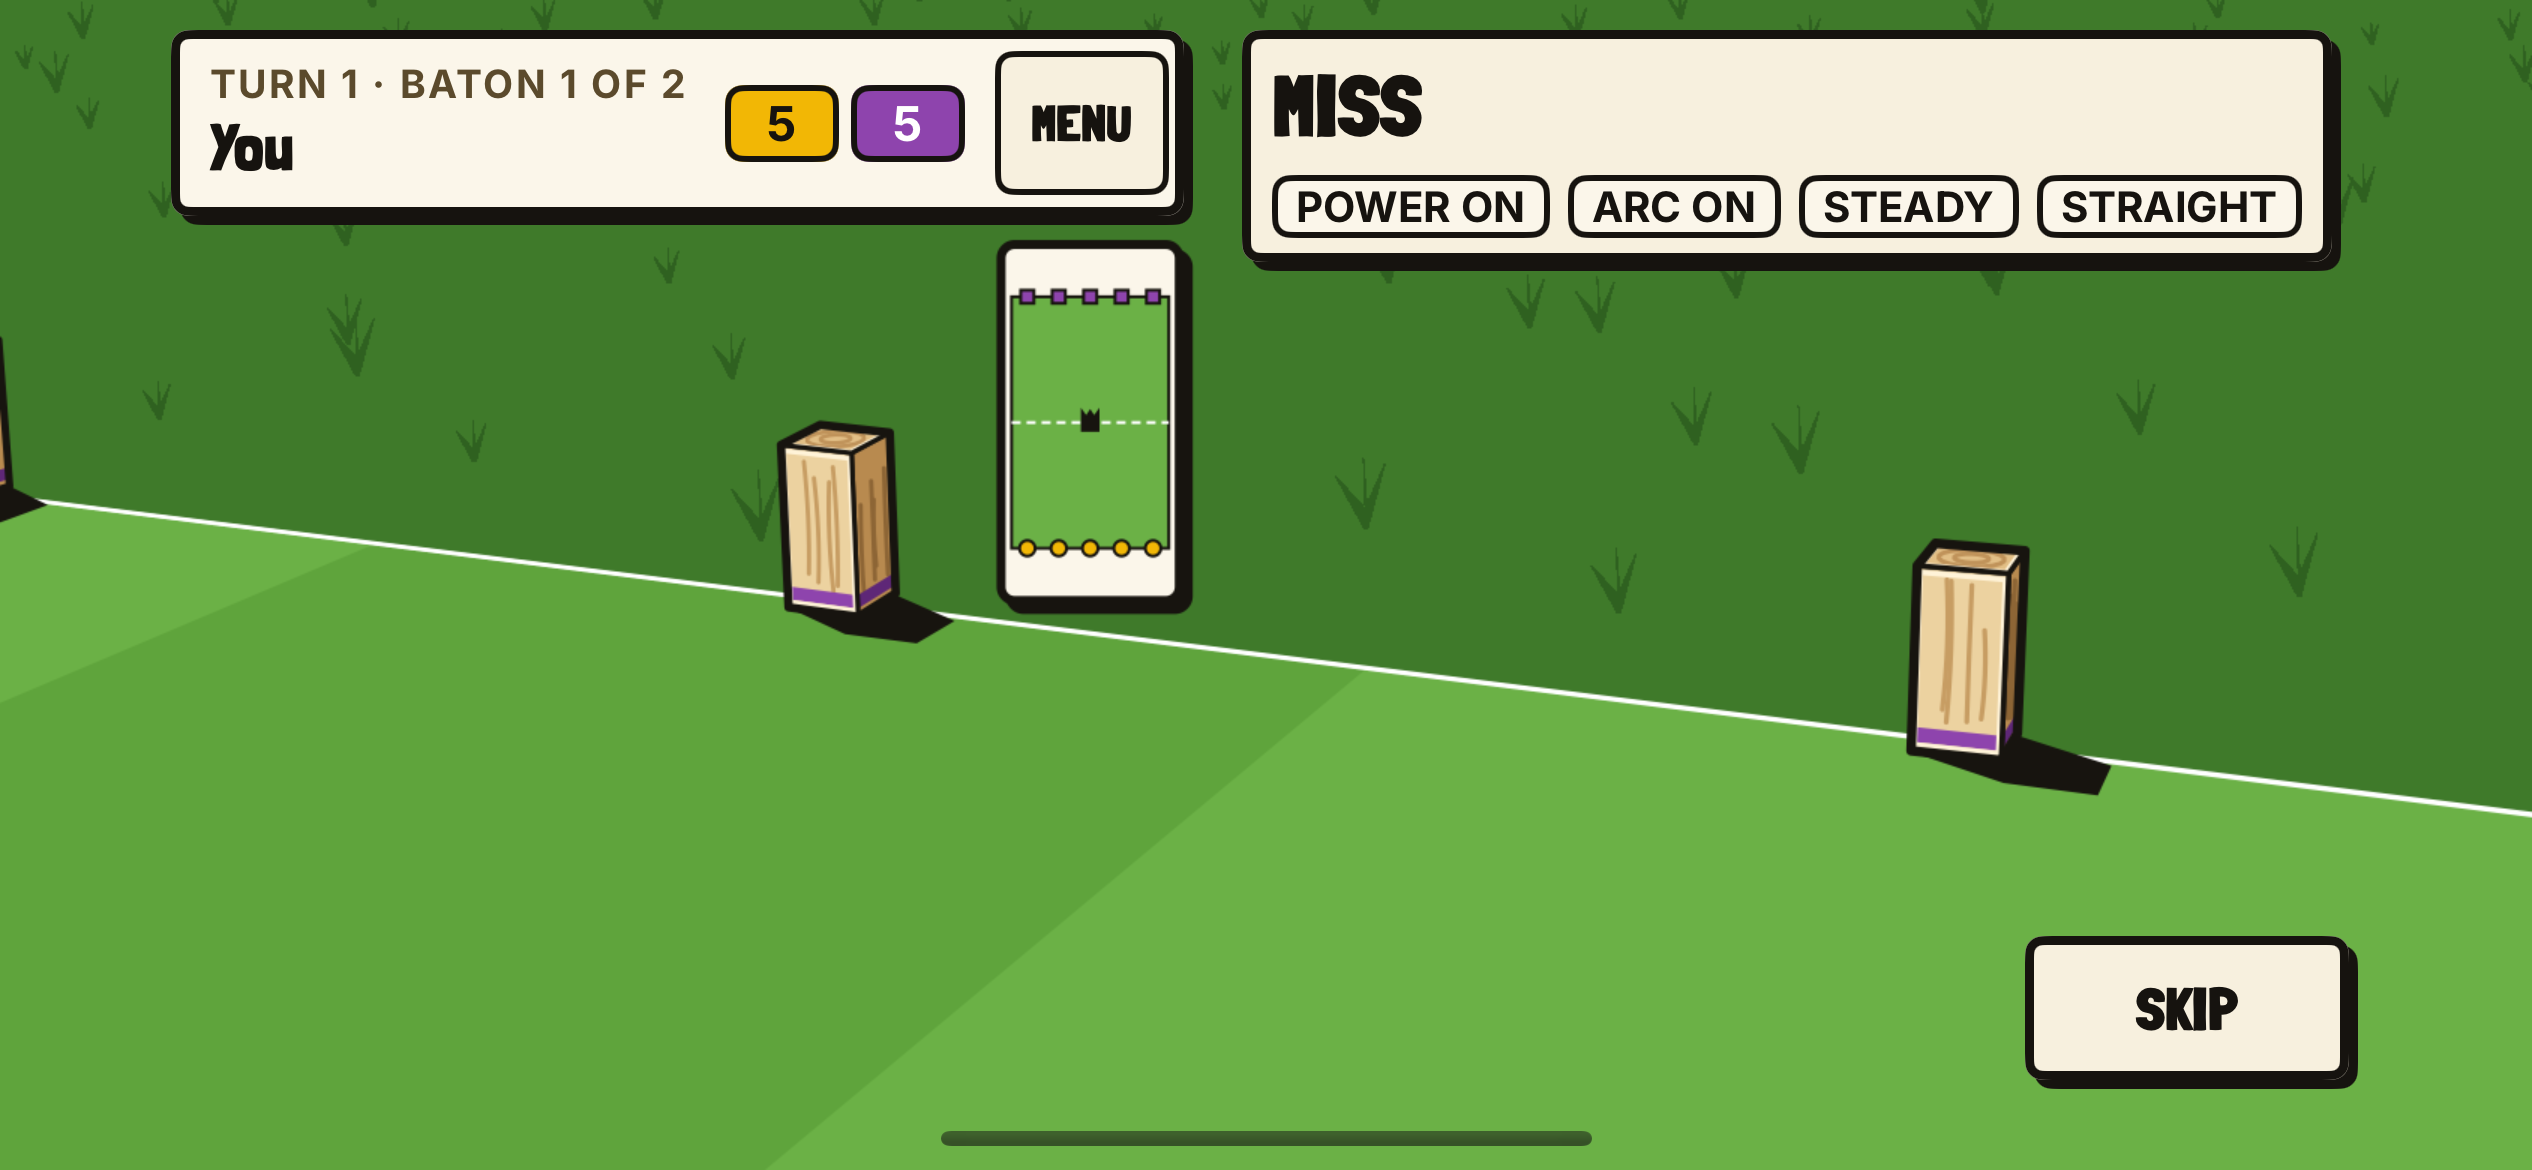 TURN 1 · BATON 1 OF 2
You
5 5
MENU
MISS
POWER ON ARC ON STEADY STRAIGHT
SKIP